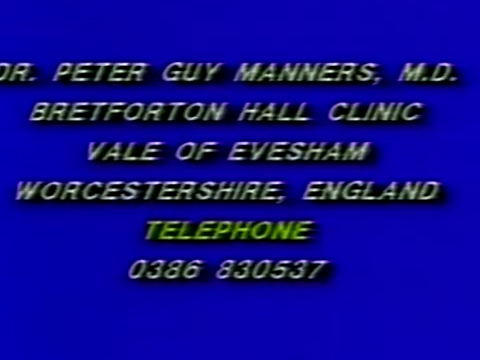 DR. PETER GUY MANNERS, M.D.
BRETFORTON HALL CLINIC
VALE OF EVESHAM
WORCESTERSHIRE, ENGLAND
TELEPHONE
0386 830537